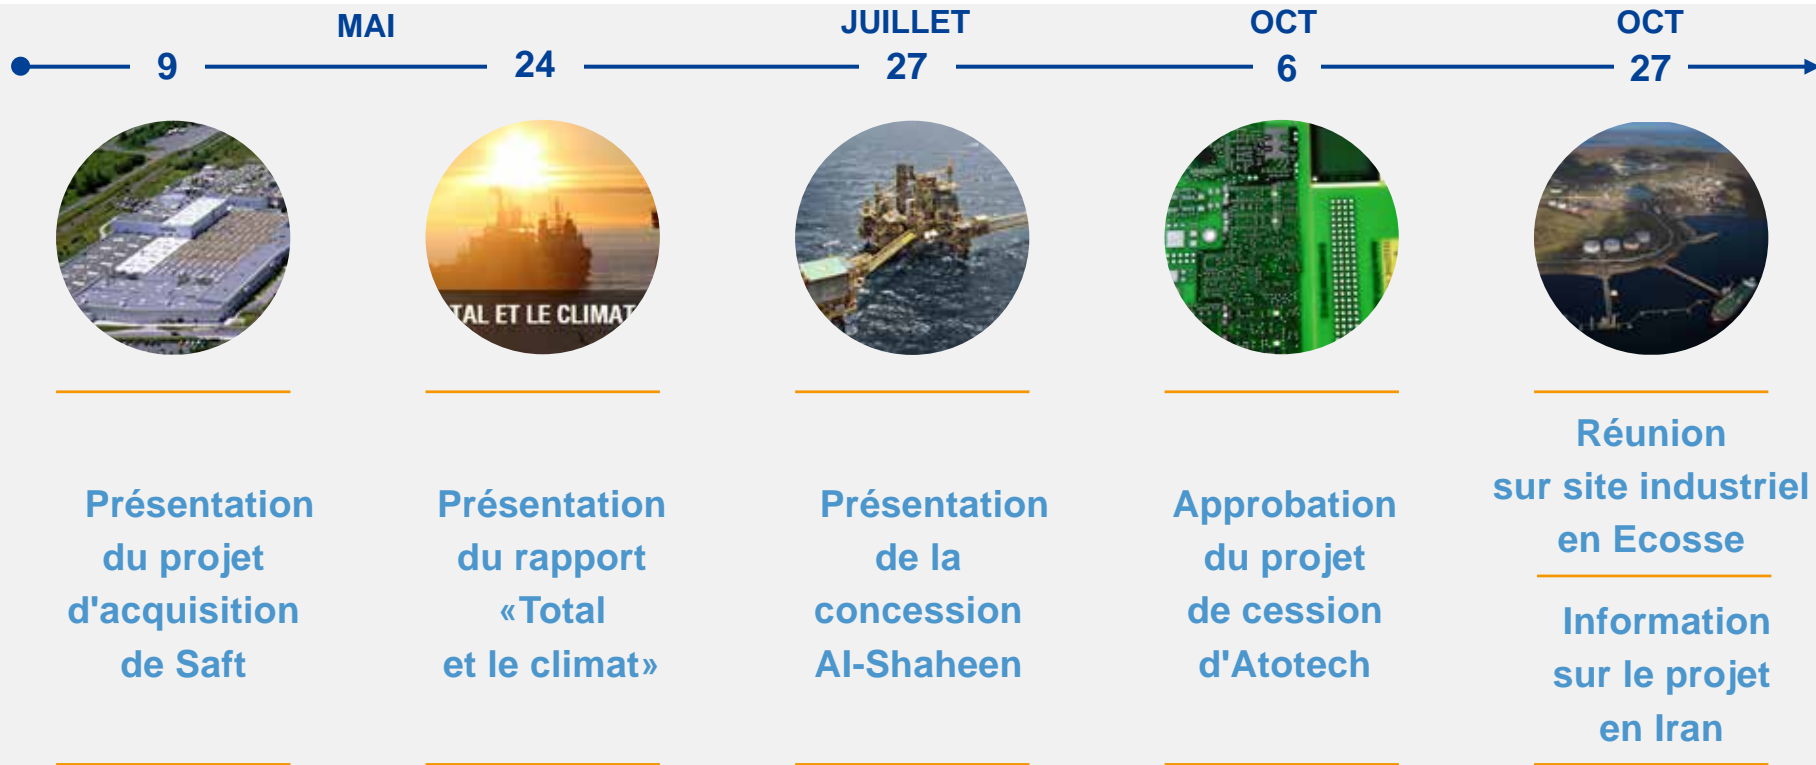 MAI
JUILLET
OCT
OCT
9
24
27
6
27
TAL ET LE CLIMAT
Présentation
du projet
d'acquisition
de Saft
Présentation
du rapport
«Total
et le climat»
Présentation
de la
concession
Al-Shaheen
Approbation
du projet
de cession
d'Atotech
Réunion
sur site industriel
en Ecosse
Information
sur le projet
en Iran